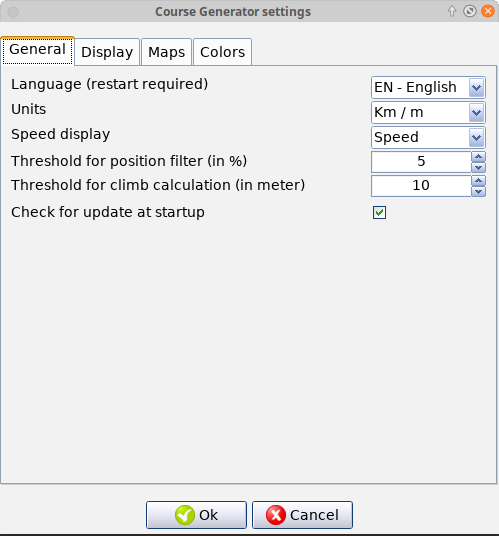 Course Generator settings
General Display Maps Colors
Language (restart required) EN - English
Units Km / m
Speed display Speed
Threshold for position filter (in %) 5
Threshold for climb calculation (in meter) 10
Check for update at startup
Ok Cancel